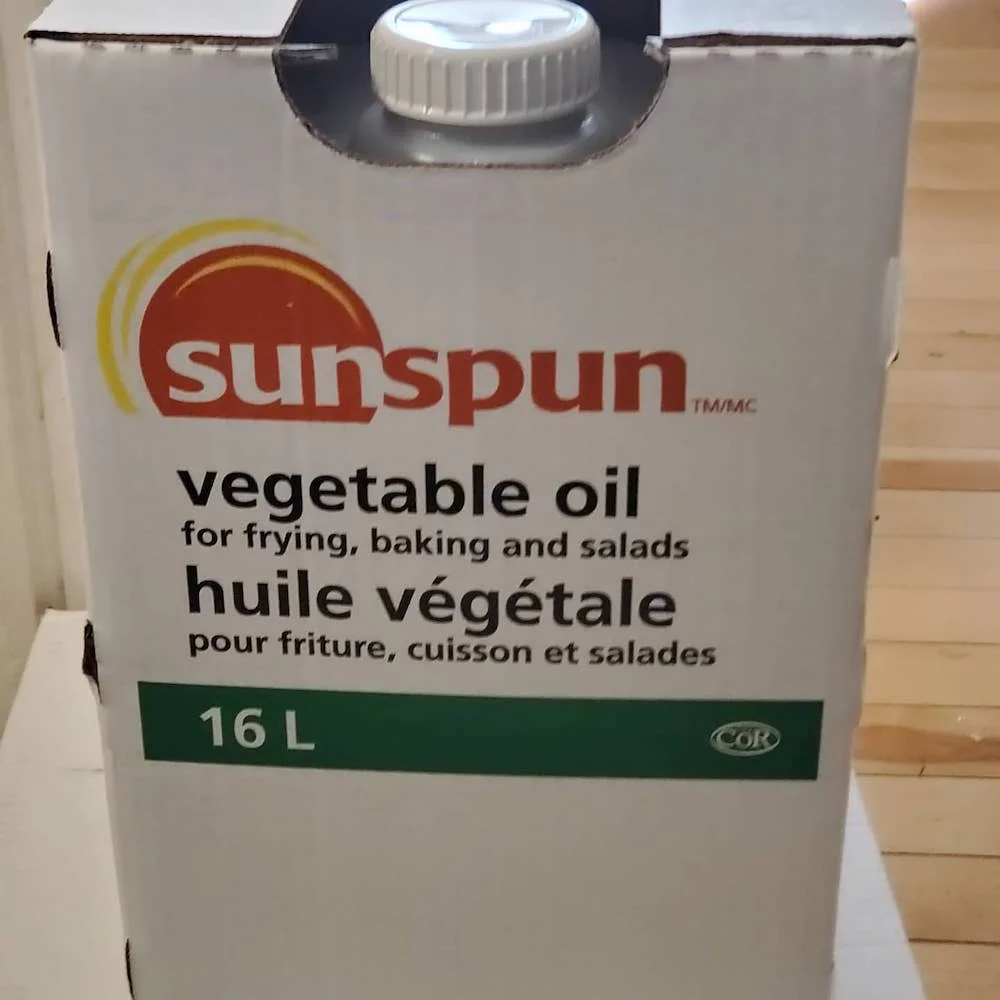 sunspun TM/MC
vegetable oil
for frying, baking and salads
huile végétale
pour friture, cuisson et salades
16 L
COR